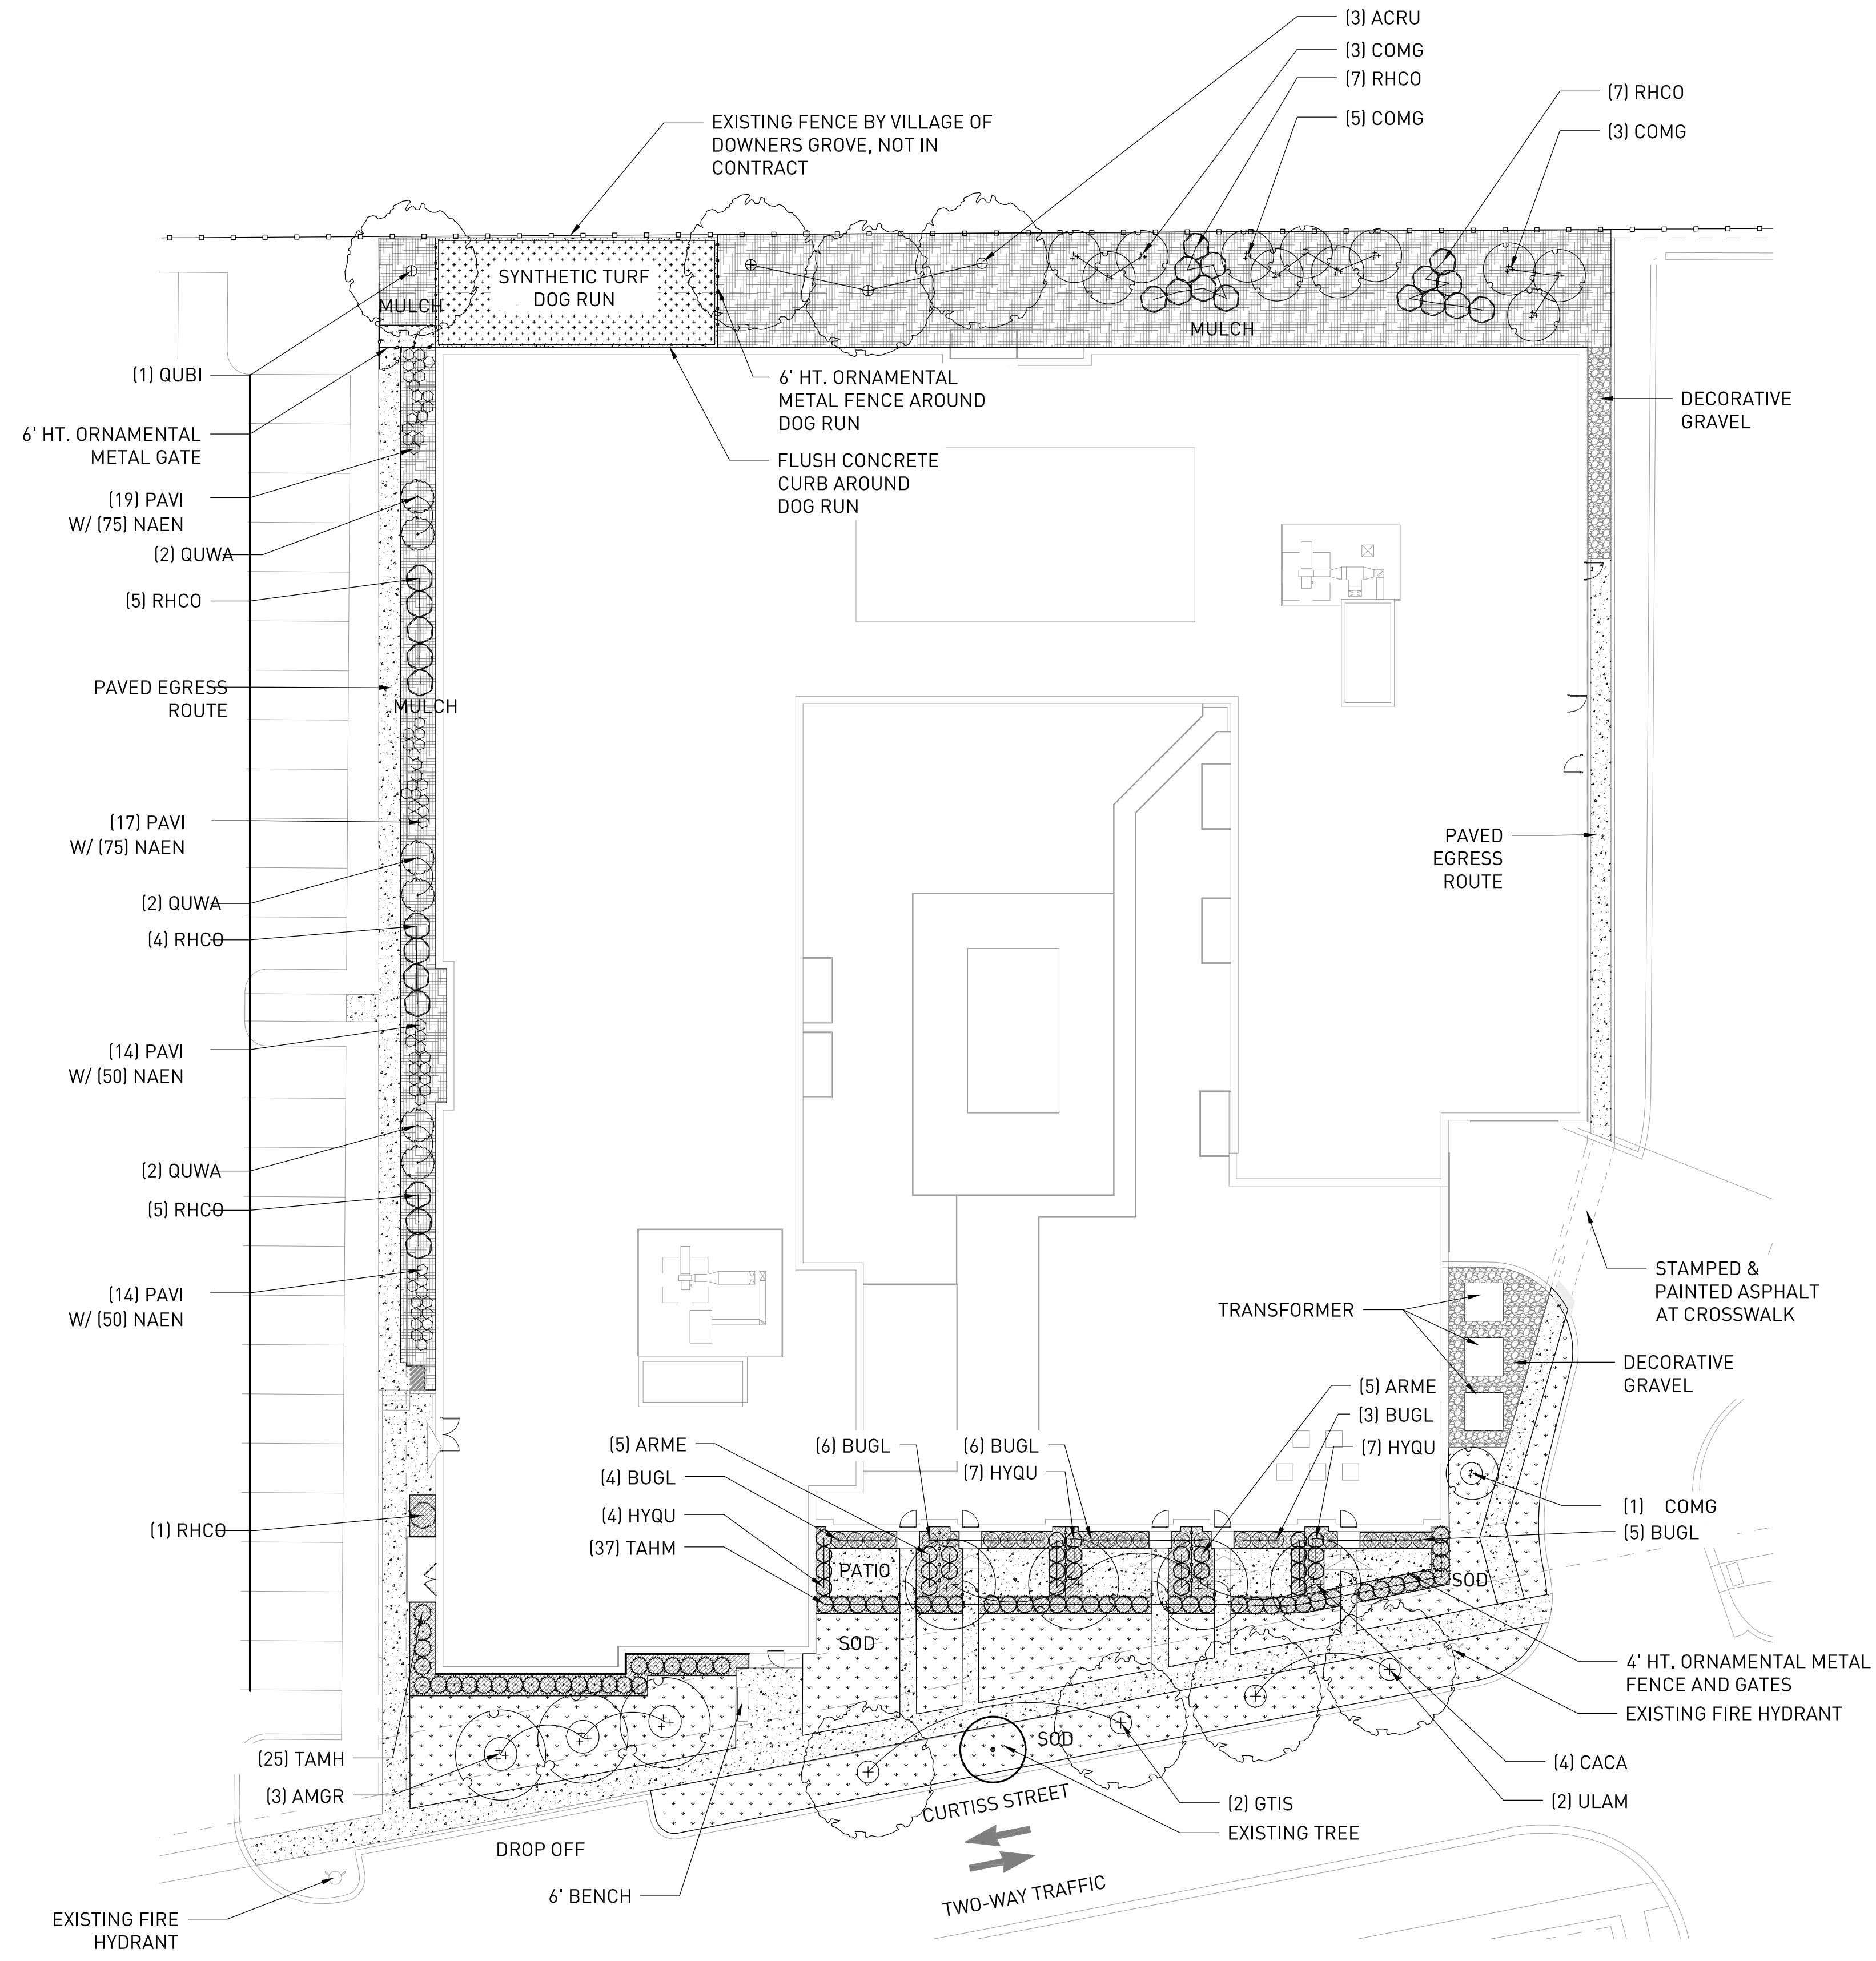 (3) ACRU
(3) COMG
(7) RHCO
(5) COMG
(7) RHCO
(3) COMG
EXISTING FENCE BY VILLAGE OF
DOWNERS GROVE, NOT IN
CONTRACT
SYNTHETIC TURF
DOG RUN
MULCH
MULCH
(1) QUBI
6' HT. ORNAMENTAL
METAL GATE
6' HT. ORNAMENTAL
METAL FENCE AROUND
DOG RUN
FLUSH CONCRETE
CURB AROUND
DOG RUN
DECORATIVE
GRAVEL
(19) PAVI
W/ (75) NAEN
(2) QUWA
(5) RHCO
PAVED EGRESS
ROUTE
MULCH
(17) PAVI
W/ (75) NAEN
(2) QUWA
(4) RHCO
PAVED
EGRESS
ROUTE
(14) PAVI
W/ (50) NAEN
(2) QUWA
(5) RHCO
(14) PAVI
W/ (50) NAEN
STAMPED &
PAINTED ASPHALT
AT CROSSWALK
TRANSFORMER
DECORATIVE
GRAVEL
(5) ARME
(3) BUGL
(7) HYQU
(5) ARME
(4) BUGL
(4) HYQU
(37) TAHM
(6) BUGL
(6) BUGL
(7) HYQU
(1) COMG
(5) BUGL
(1) RHCO
PATIO
SOD
SOD
SOD
4' HT. ORNAMENTAL METAL
FENCE AND GATES
EXISTING FIRE HYDRANT
(25) TAMH
(3) AMGR
(4) CACA
(2) ULAM
(2) GTIS
EXISTING TREE
CURTISS STREET
TWO-WAY TRAFFIC
DROP OFF
6' BENCH
EXISTING FIRE
HYDRANT